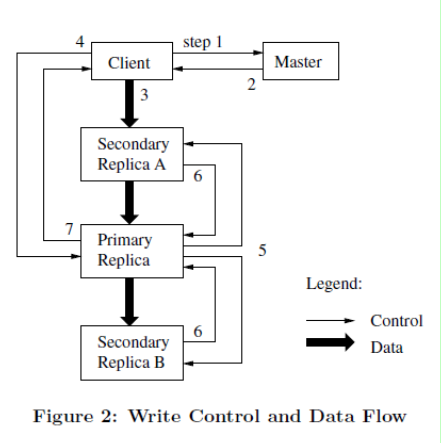 4
step 1
Client
Master
2
3
Secondary
Replica A
6
7
Primary
Replica
5
Legend:
6
Control
Secondary
Replica B
Data
Figure 2: Write Control and Data Flow